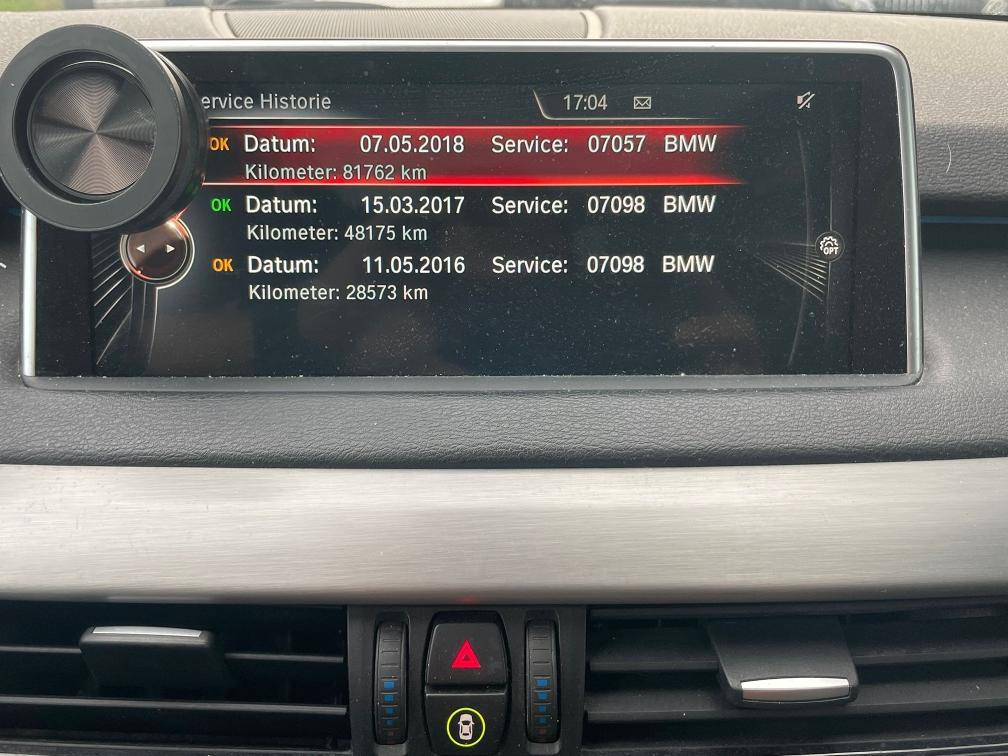 ervice Historie 17:04
OK Datum: 07.05.2018 Service: 07057 BMW
Kilometer: 81762 km
OK Datum: 15.03.2017 Service: 07098 BMW
Kilometer: 48175 km
OK Datum: 11.05.2016 Service: 07098 BMW
Kilometer: 28573 km
OPT